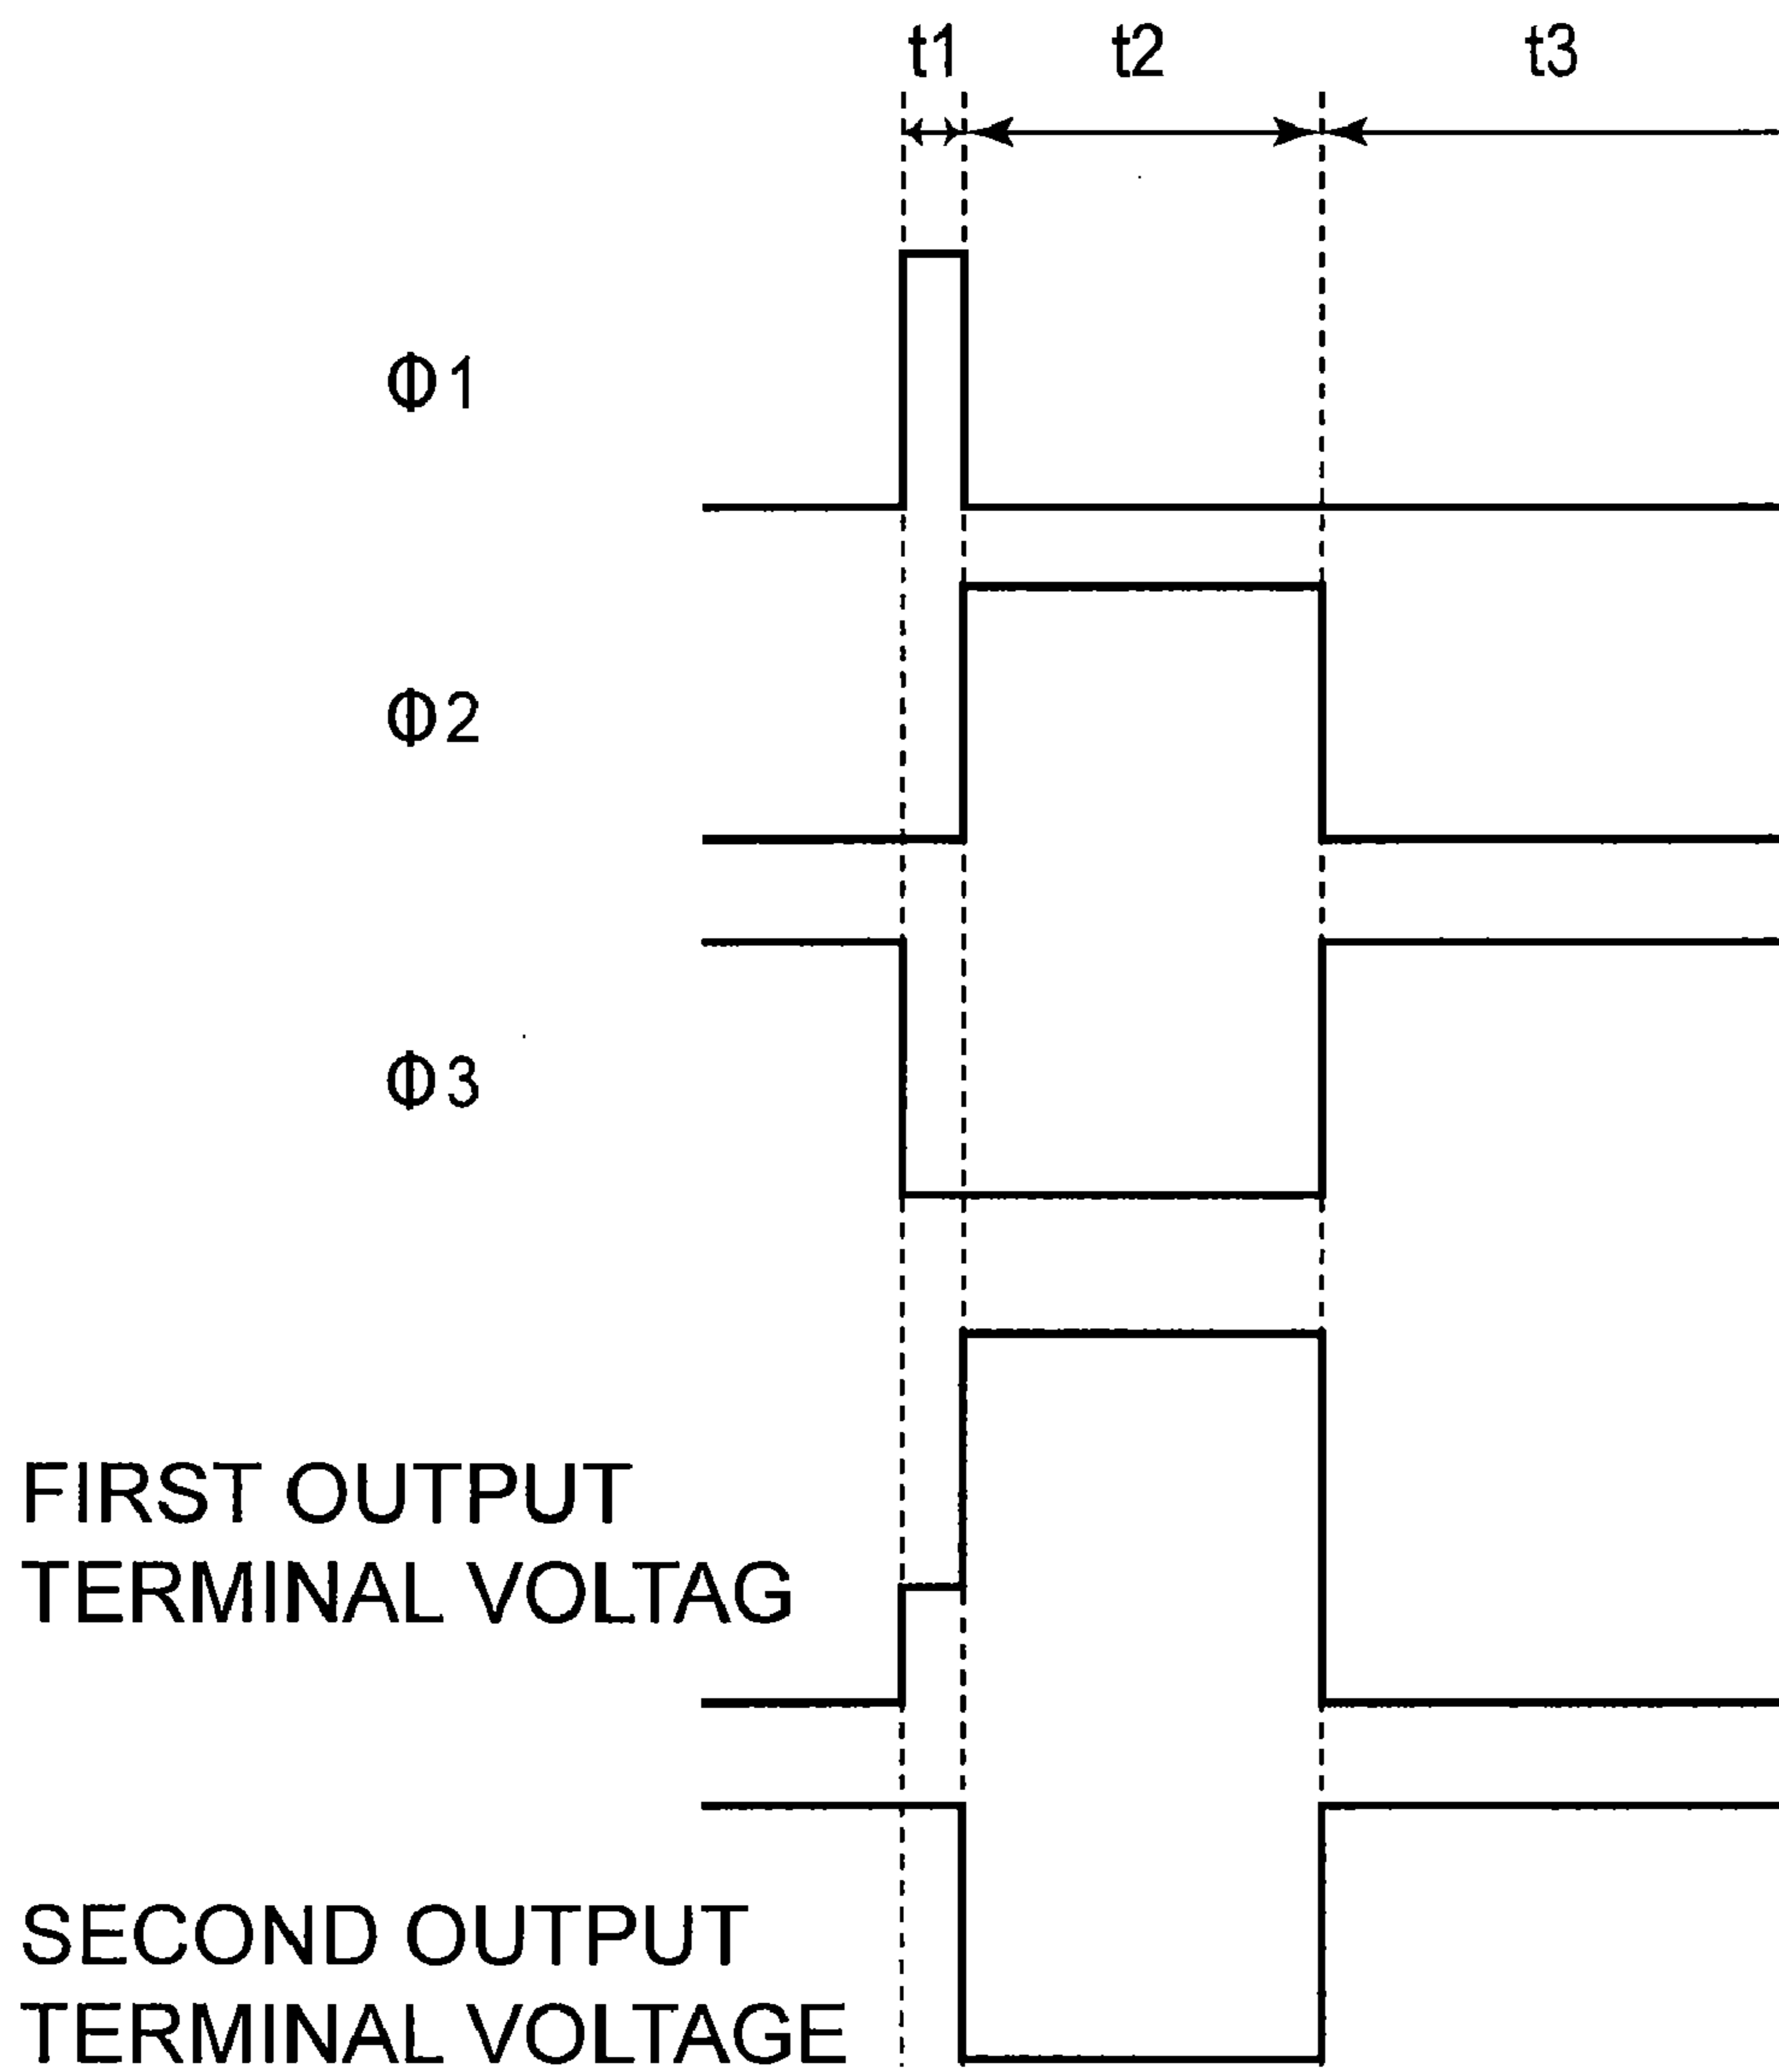 t1 t2 t3
Φ1
Φ2
Φ3
FIRST OUTPUT
TERMINAL VOLTAG
SECOND OUTPUT
TERMINAL VOLTAGE